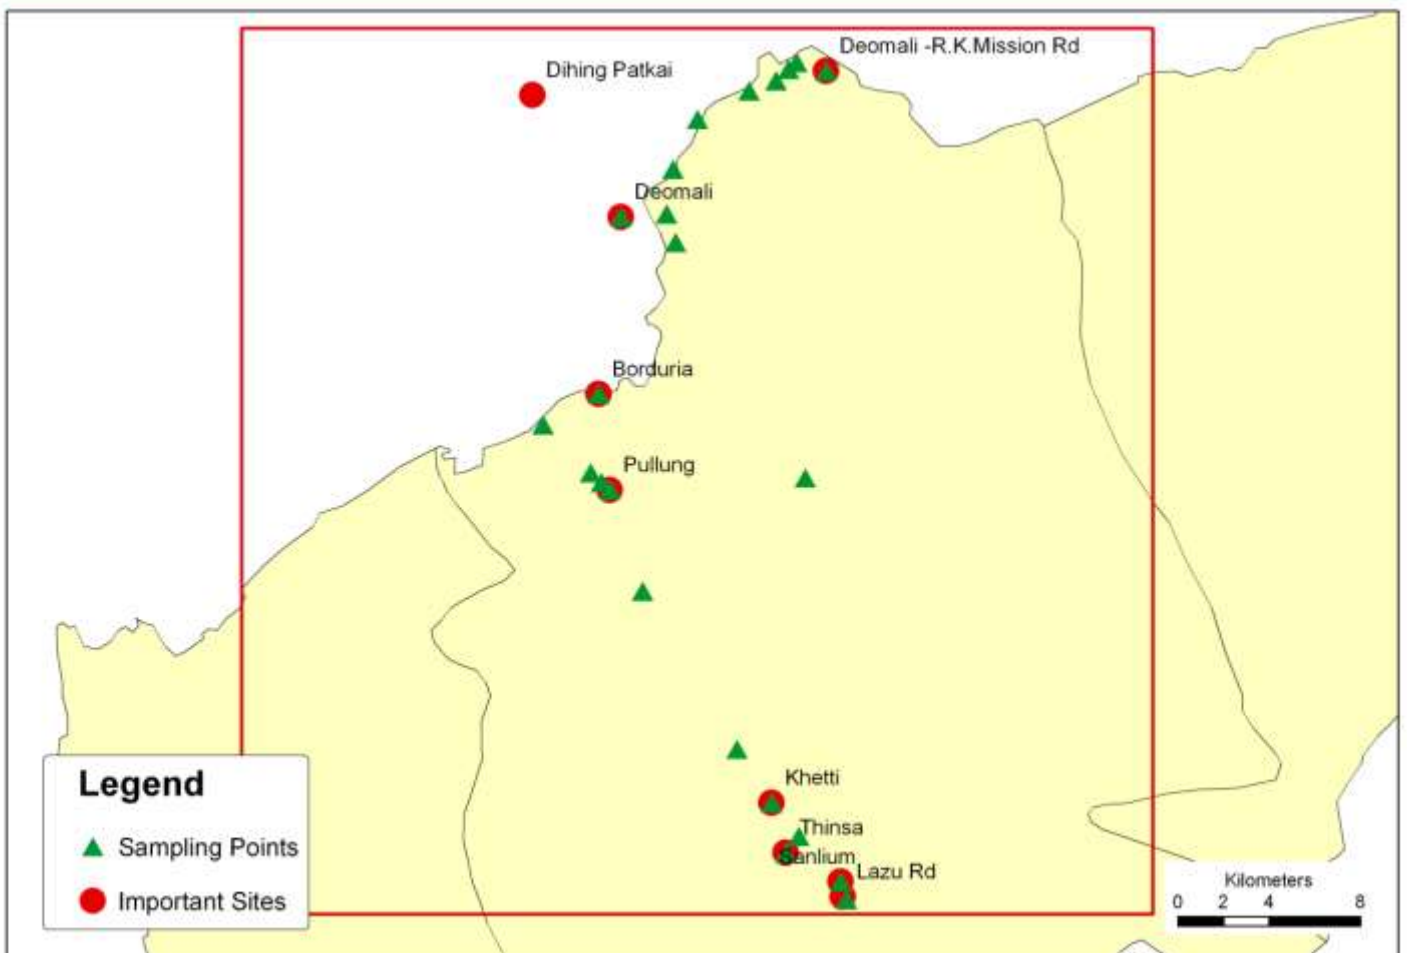 Deomali -R.K.Mission Rd
Dihing Patkai
Deomali
Borduria
Pullung
Khetti
Thinsa
Sanlium
Lazu Rd
Legend
Sampling Points
Important Sites
Kilometers
0 2 4 8